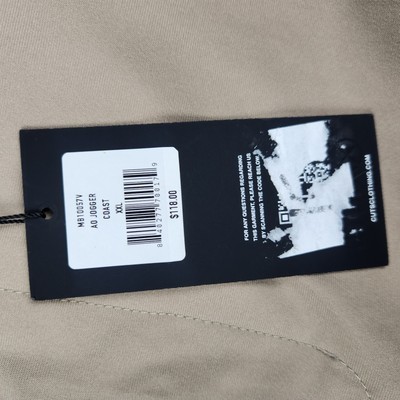 MB10057V
AO JOGGER
COAST
XXL
$118.00
FOR ANY QUESTIONS REGARDING
THIS GARMENT, PLEASE REACH US
BY SCANNING THE CODE BELOW.
CUTSCLOTHING.COM